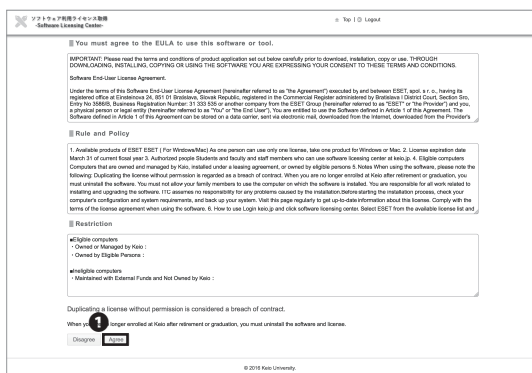 ソフトウェア利用ライセンス取得
-Software Licensing Center-
Top | Logout
You must agree to the EULA to use this software or tool.
IMPORTANT: Please read the terms and conditions of product application set out below carefully prior to download, installation, copy or use. THROUGH
DOWNLOADING, INSTALLING, COPYING OR USING THE SOFTWARE YOU ARE EXPRESSING YOUR CONSENT TO THESE TERMS AND CONDITIONS.
Software End-User License Agreement.
Under the terms of this Software End-User License Agreement (hereinafter referred to as "the Agreement") executed by and between ESET, spol. s r. o., having its
registered office at Einsteinova 24, 851 01 Bratislava, Slovak Republic, registered in the Commercial Register administered by Bratislava I District Court, Section Sro,
Entry No 3586/B, Business Registration Number: 31 333 535 or another company from the ESET Group (hereinafter referred to as "ESET" or "the Provider") and you,
a physical person or legal entity (hereinafter referred to as "You" or "the End User"), You are entitled to use the Software defined in Article 1 of this Agreement. The
Software defined in Article 1 of this Agreement can be stored on a data carrier, sent via electronic mail, downloaded from the Internet, downloaded from the Provider's
Rule and Policy
1. Available products of ESET ESET ( For Windows/Mac) As one person can use only one license, take one product for Windows or Mac. 2. License expiration date
March 31 of current fiscal year 3. Authorized people Students and faculty and staff members who can use software licensing center at keio.jp. 4. Eligible computers
Computers that are owned and managed by Keio, installed under a leasing agreement, or owned by eligible persons 5. Notes When using the software, please note the
following: Duplicating the license without permission is regarded as a breach of contract. When you are no longer enrolled at Keio after retirement or graduation, you
must uninstall the software. You must not allow your family members to use the computer on which the software is installed. You are responsible for all work related to
installing and upgrading the software. ITC assumes no responsibility for any problems caused by the installation.Before starting the installation process, check your
computer's configuration and system requirements, and back up your system. Visit this page regularly to get up-to-date information about this license. Comply with the
terms of the license agreement when using the software. 6. How to use Login keio.jp and click software licensing center. Select ESET from the available license list and
Restriction
■Eligible computers
・Owned or Managed by Keio :
・Owned by Eligible Persons :
■Ineligible computers
・Maintained with External Funds and Not Owned by Keio :
Duplicating a license without permission is considered a breach of contract.
When you longer enrolled at Keio after retirement or graduation, you must uninstall the software and license.
1
Disagree Agree
© 2016 Keio University.